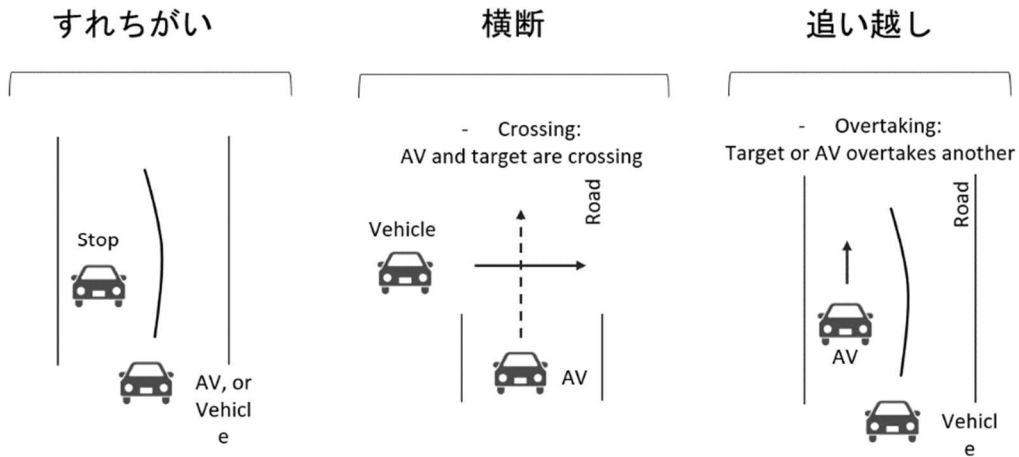 すれちがい
Stop
AV, or
Vehicl
e
横断
- Crossing:
AV and target are crossing
Road
Vehicle
AV
追い越し
- Overtaking:
Target or AV overtakes another
Road
AV
Vehicl
e